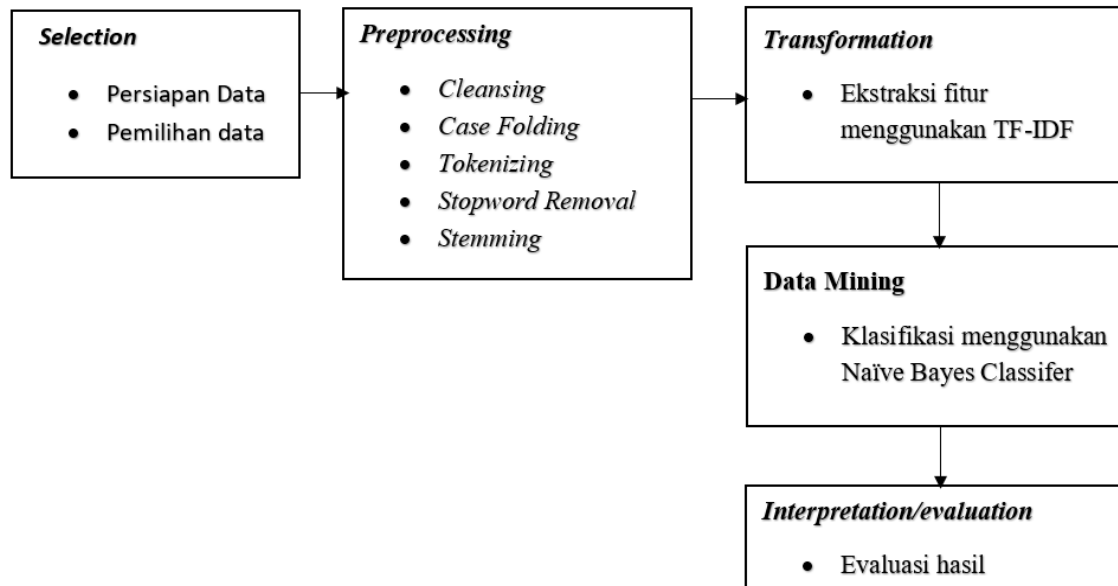 Selection
• Persiapan Data
• Pemilihan data
Preprocessing
• Cleansing
• Case Folding
• Tokenizing
• Stopword Removal
• Stemming
Transformation
• Ekstraksi fitur
menggunakan TF-IDF
Data Mining
• Klasifikasi menggunakan
Naïve Bayes Classifer
Interpretation/evaluation
• Evaluasi hasil